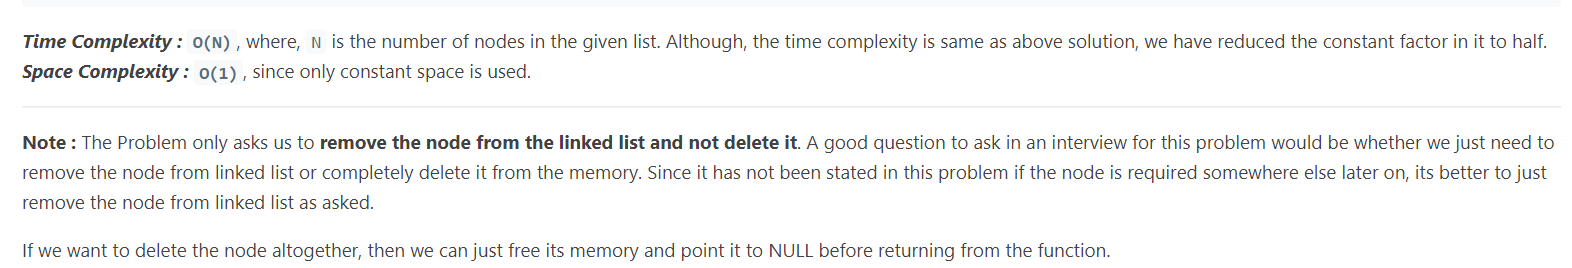 Time Complexity : O(N) , where, N is the number of nodes in the given list. Although, the time complexity is same as above solution, we have reduced the constant factor in it to half.
Space Complexity : O(1) , since only constant space is used.
Note : The Problem only asks us to remove the node from the linked list and not delete it. A good question to ask in an interview for this problem would be whether we just need to
remove the node from linked list or completely delete it from the memory. Since it has not been stated in this problem if the node is required somewhere else later on, its better to just
remove the node from linked list as asked.
If we want to delete the node altogether, then we can just free its memory and point it to NULL before returning from the function.